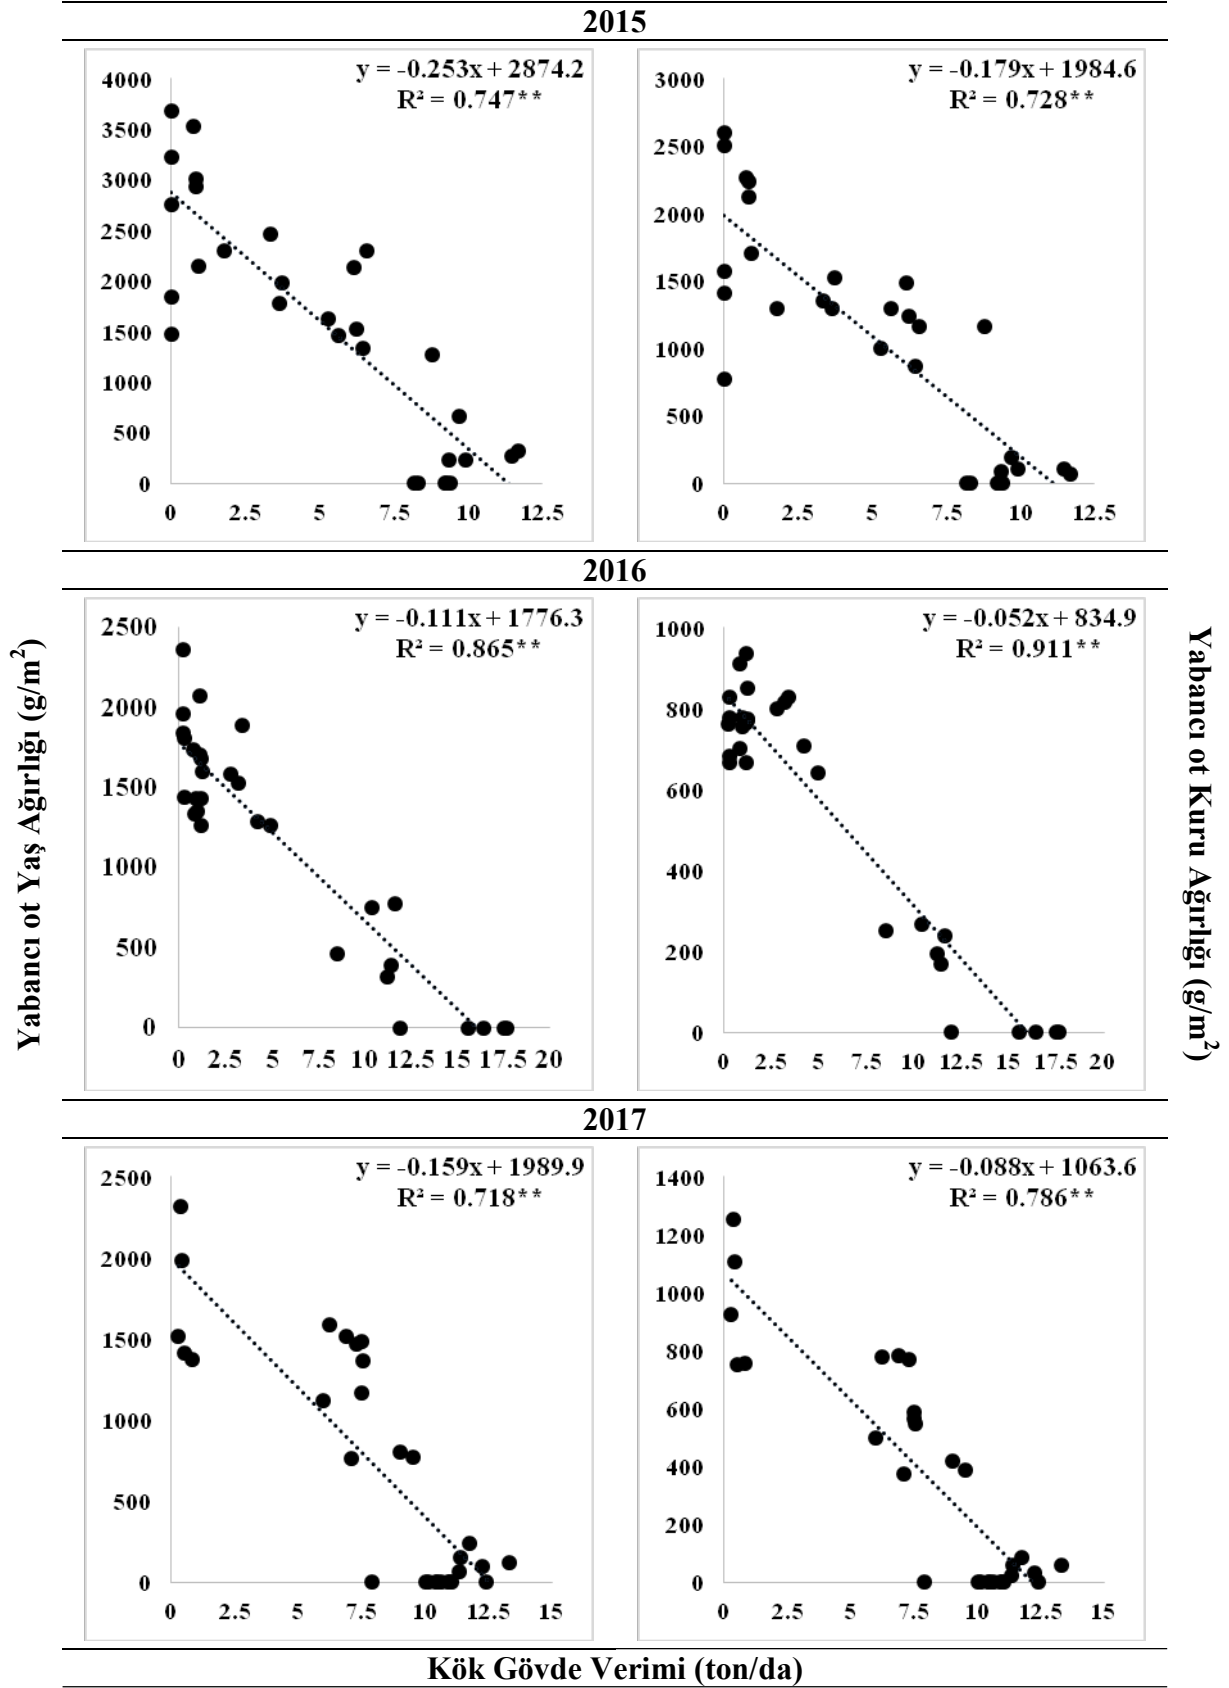 2015
y = -0.253x + 2874.2
R² = 0.747**
4000
3500
3000
2500
2000
1500
1000
500
0
0 2.5 5 7.5 10 12.5
y = -0.179x + 1984.6
R² = 0.728**
3000
2500
2000
1500
1000
500
0
0 2.5 5 7.5 10 12.5
2016
Yabancı ot Yaş Ağırlığı (g/m²)
y = -0.111x + 1776.3
R² = 0.865**
2500
2000
1500
1000
500
0
0 2.5 5 7.5 10 12.5 15 17.5 20
y = -0.052x + 834.9
R² = 0.911**
1000
800
600
400
200
0
0 2.5 5 7.5 10 12.5 15 17.5 20
Yabancı ot Kuru Ağırlığı (g/m²)
2017
y = -0.159x + 1989.9
R² = 0.718**
2500
2000
1500
1000
500
0
0 2.5 5 7.5 10 12.5 15
y = -0.088x + 1063.6
R² = 0.786**
1400
1200
1000
800
600
400
200
0
0 2.5 5 7.5 10 12.5 15
Kök Gövde Verimi (ton/da)